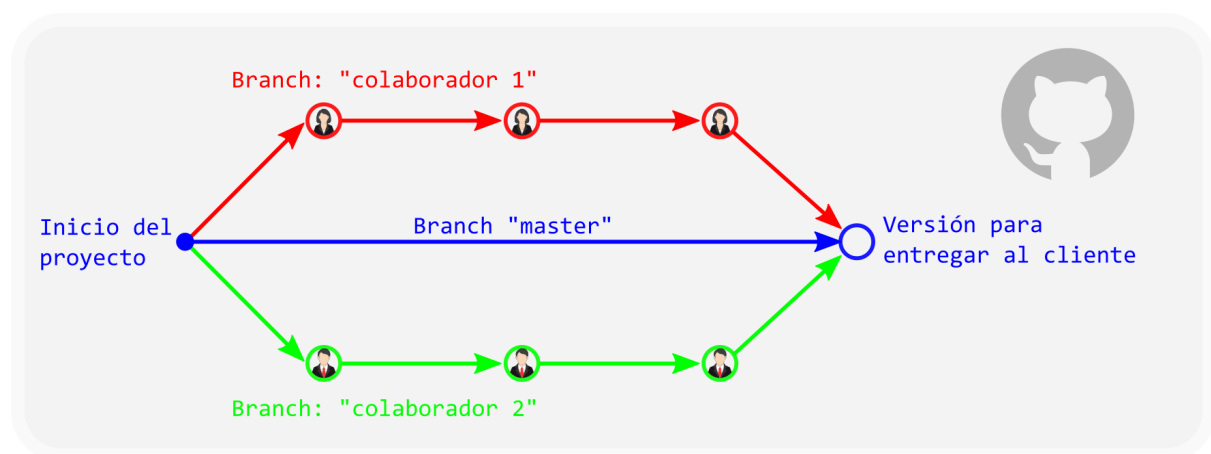 Branch: "colaborador 1"
Inicio del
proyecto
Branch "master"
Versión para
entregar al cliente
Branch: "colaborador 2"